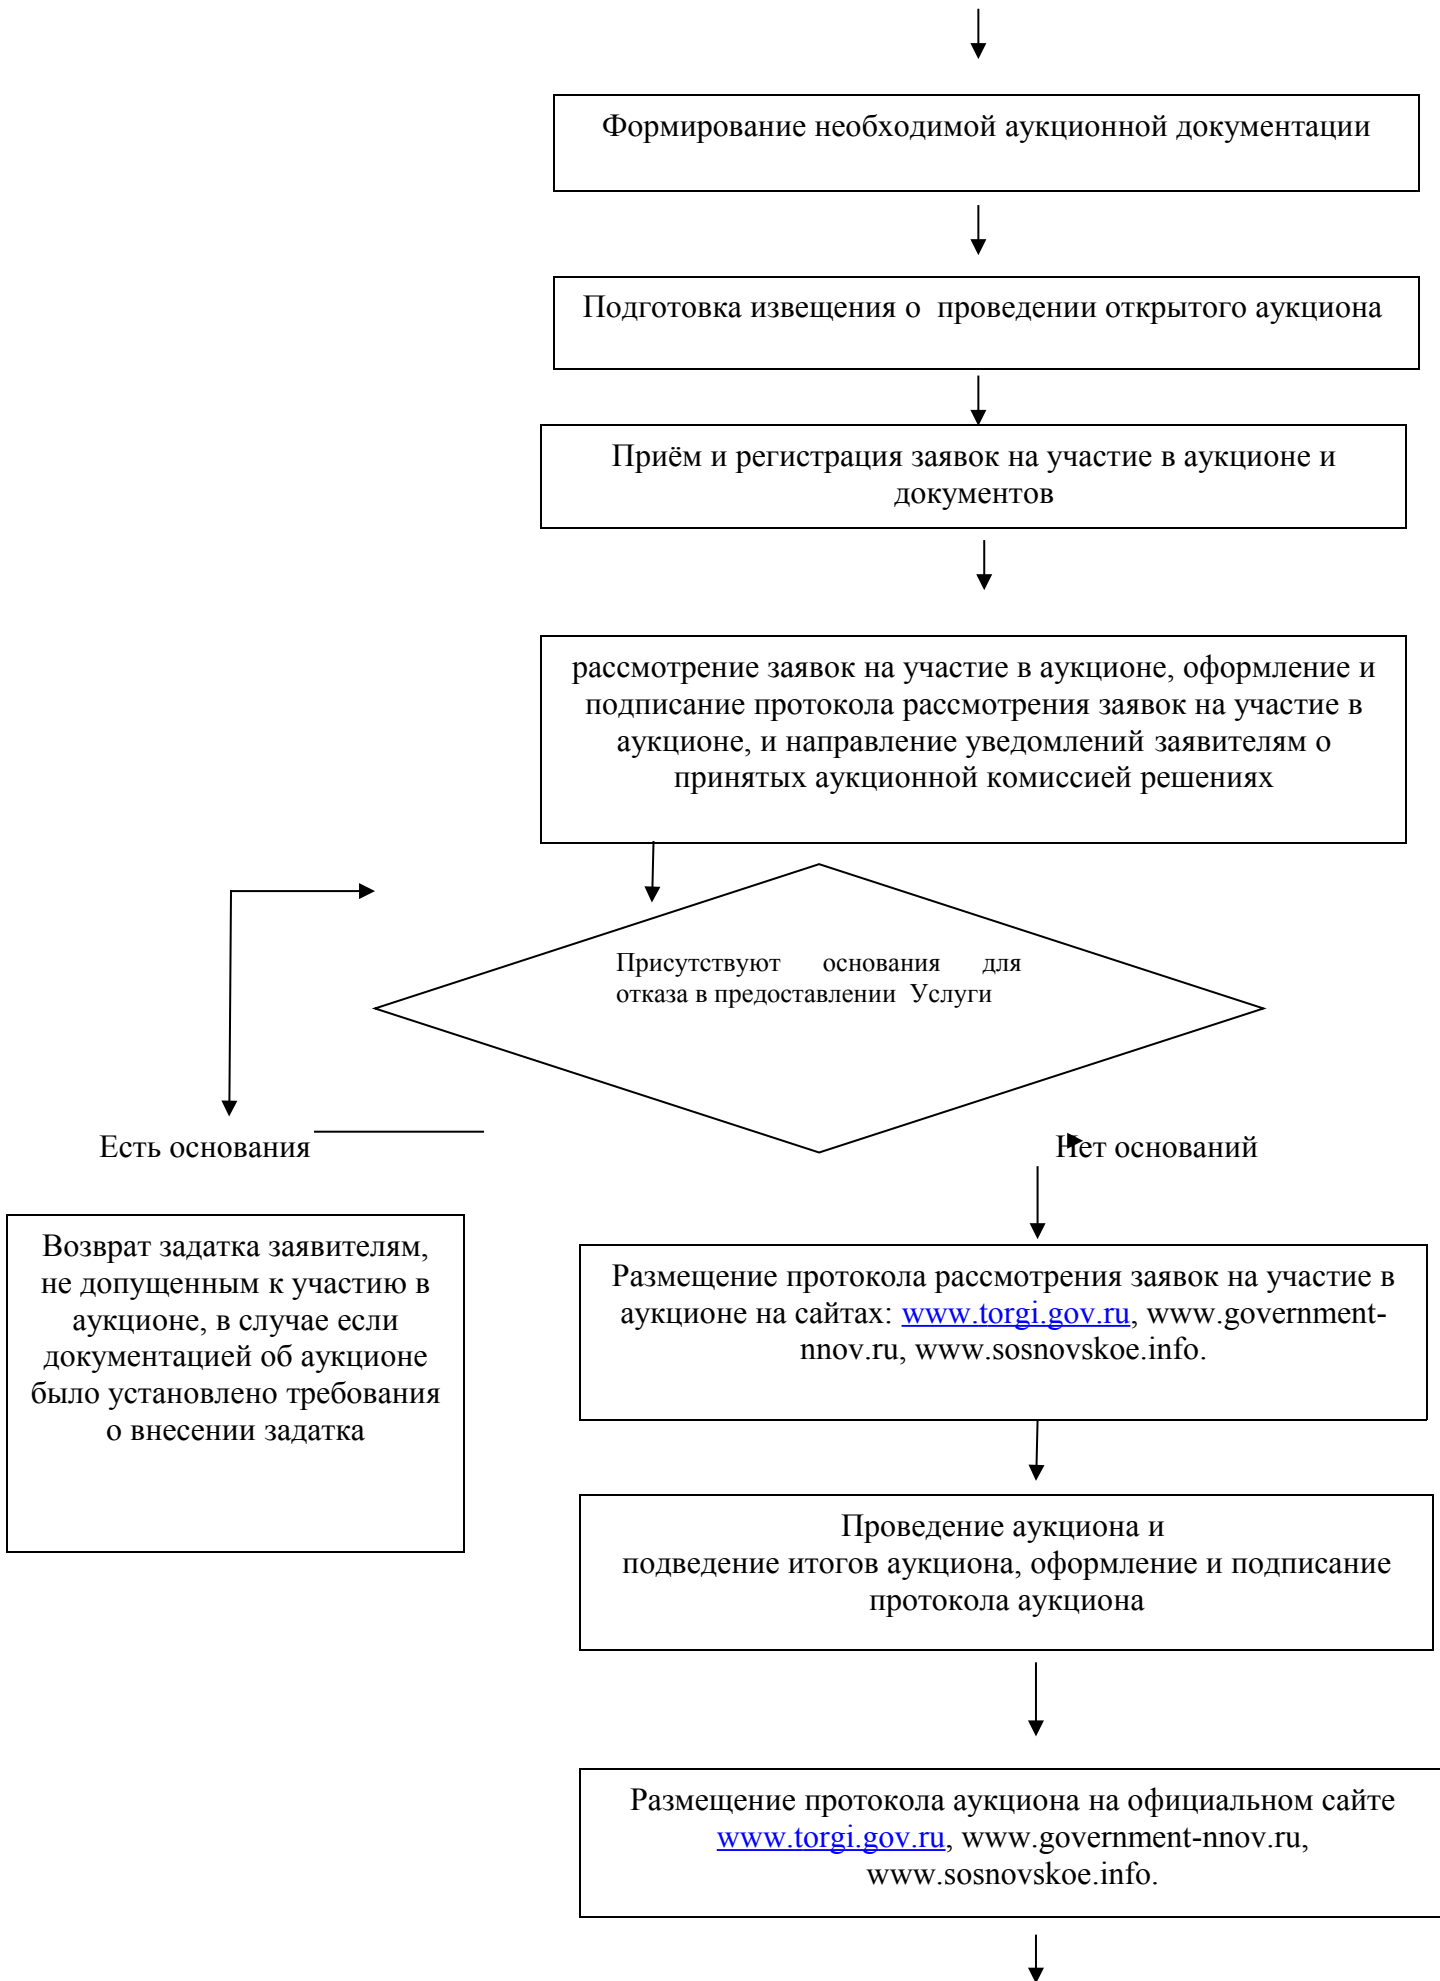 Формирование необходимой аукционной документации
Подготовка извещения о  проведении открытого аукциона
Приём и регистрация заявок на участие в аукционе и
документов
рассмотрение заявок на участие в аукционе, оформление и
подписание протокола рассмотрения заявок на участие в
аукционе, и направление уведомлений заявителям о
принятых аукционной комиссией решениях
Присутствуют основания для
отказа в предоставлении  Услуги
Есть основания
Нет оснований
Возврат задатка заявителям,
не допущенным к участию в
аукционе, в случае если
документацией об аукционе
было установлено требования
о внесении задатка
Размещение протокола рассмотрения заявок на участие в
аукционе на сайтах: www.torgi.gov.ru, www.government-
nnov.ru, www.sosnovskoe.info.
Проведение аукциона и
подведение итогов аукциона, оформление и подписание
протокола аукциона
Размещение протокола аукциона на официальном сайте
www.torgi.gov.ru, www.government-nnov.ru,
www.sosnovskoe.info.